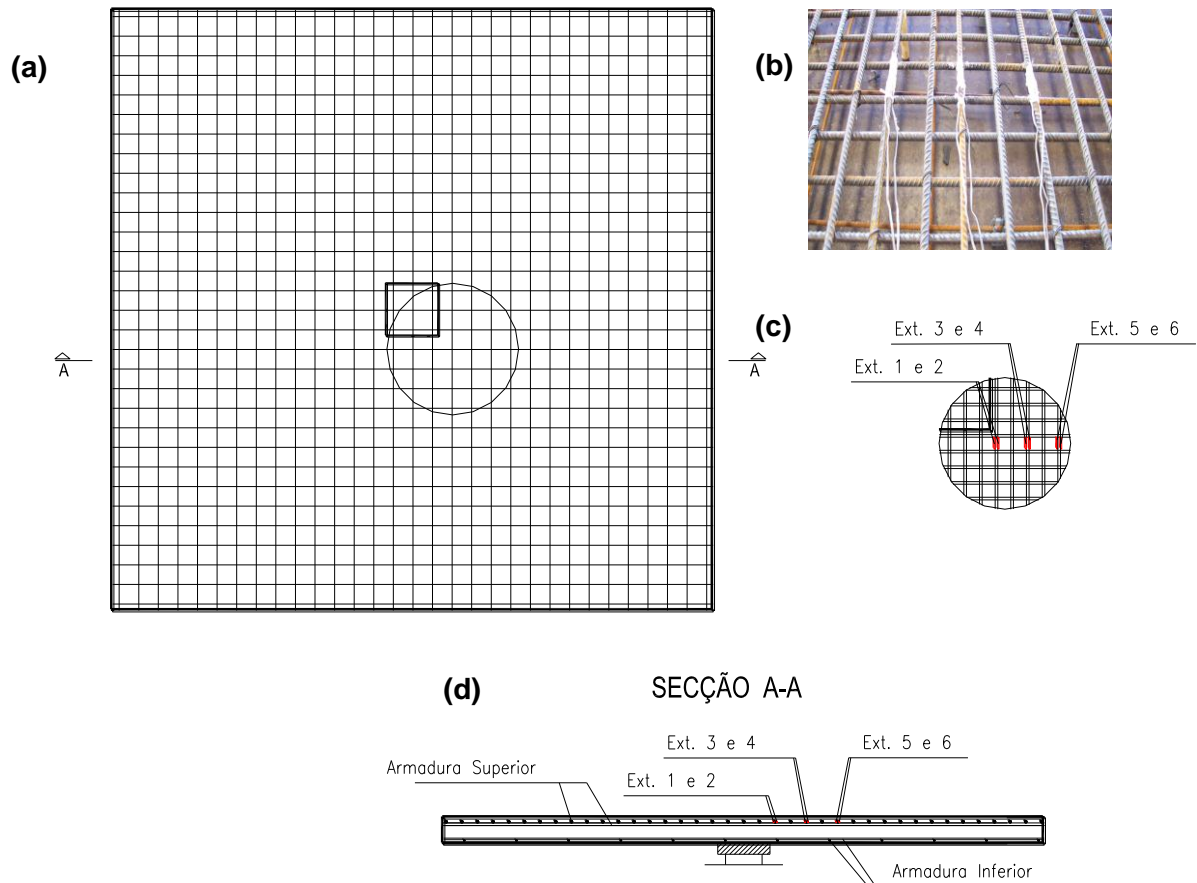 (a)
(b)
A
A
(c)
Ext. 3 e 4
Ext. 5 e 6
Ext. 1 e 2
(d)
SECÇÃO A-A
Ext. 3 e 4
Ext. 5 e 6
Armadura Superior
Ext. 1 e 2
Armadura Inferior